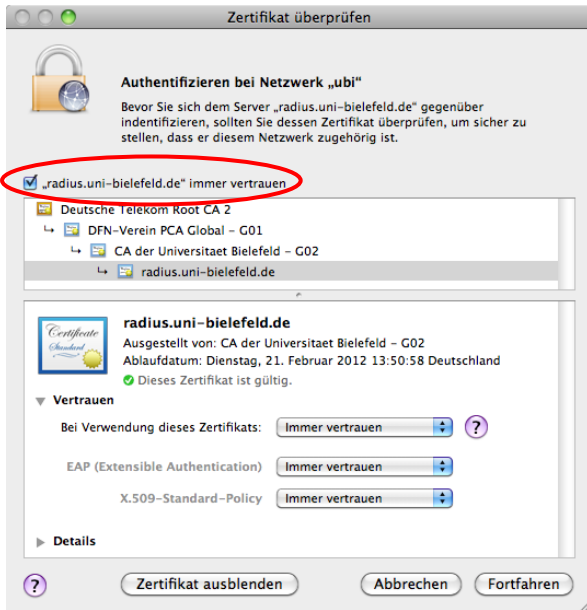 Zertifikat überprüfen
Authentifizieren bei Netzwerk „ubi“
Bevor Sie sich dem Server „radius.uni-bielefeld.de“ gegenüber
indentifizieren, sollten Sie dessen Zertifikat überprüfen, um sicher zu
stellen, dass er diesem Netzwerk zugehörig ist.
„radius.uni-bielefeld.de“ immer vertrauen
Deutsche Telekom Root CA 2
DFN-Verein PCA Global - G01
CA der Universitaet Bielefeld - G02
radius.uni-bielefeld.de
Certificate
Standard
radius.uni-bielefeld.de
Ausgestellt von: CA der Universitaet Bielefeld - G02
Ablaufdatum: Dienstag, 21. Februar 2012 13:50:58 Deutschland
Dieses Zertifikat ist gültig.
Vertrauen
Bei Verwendung dieses Zertifikats: Immer vertrauen ?
EAP (Extensible Authentication) Immer vertrauen
X.509-Standard-Policy Immer vertrauen
Details
? Zertifikat ausblenden Abbrechen Fortfahren